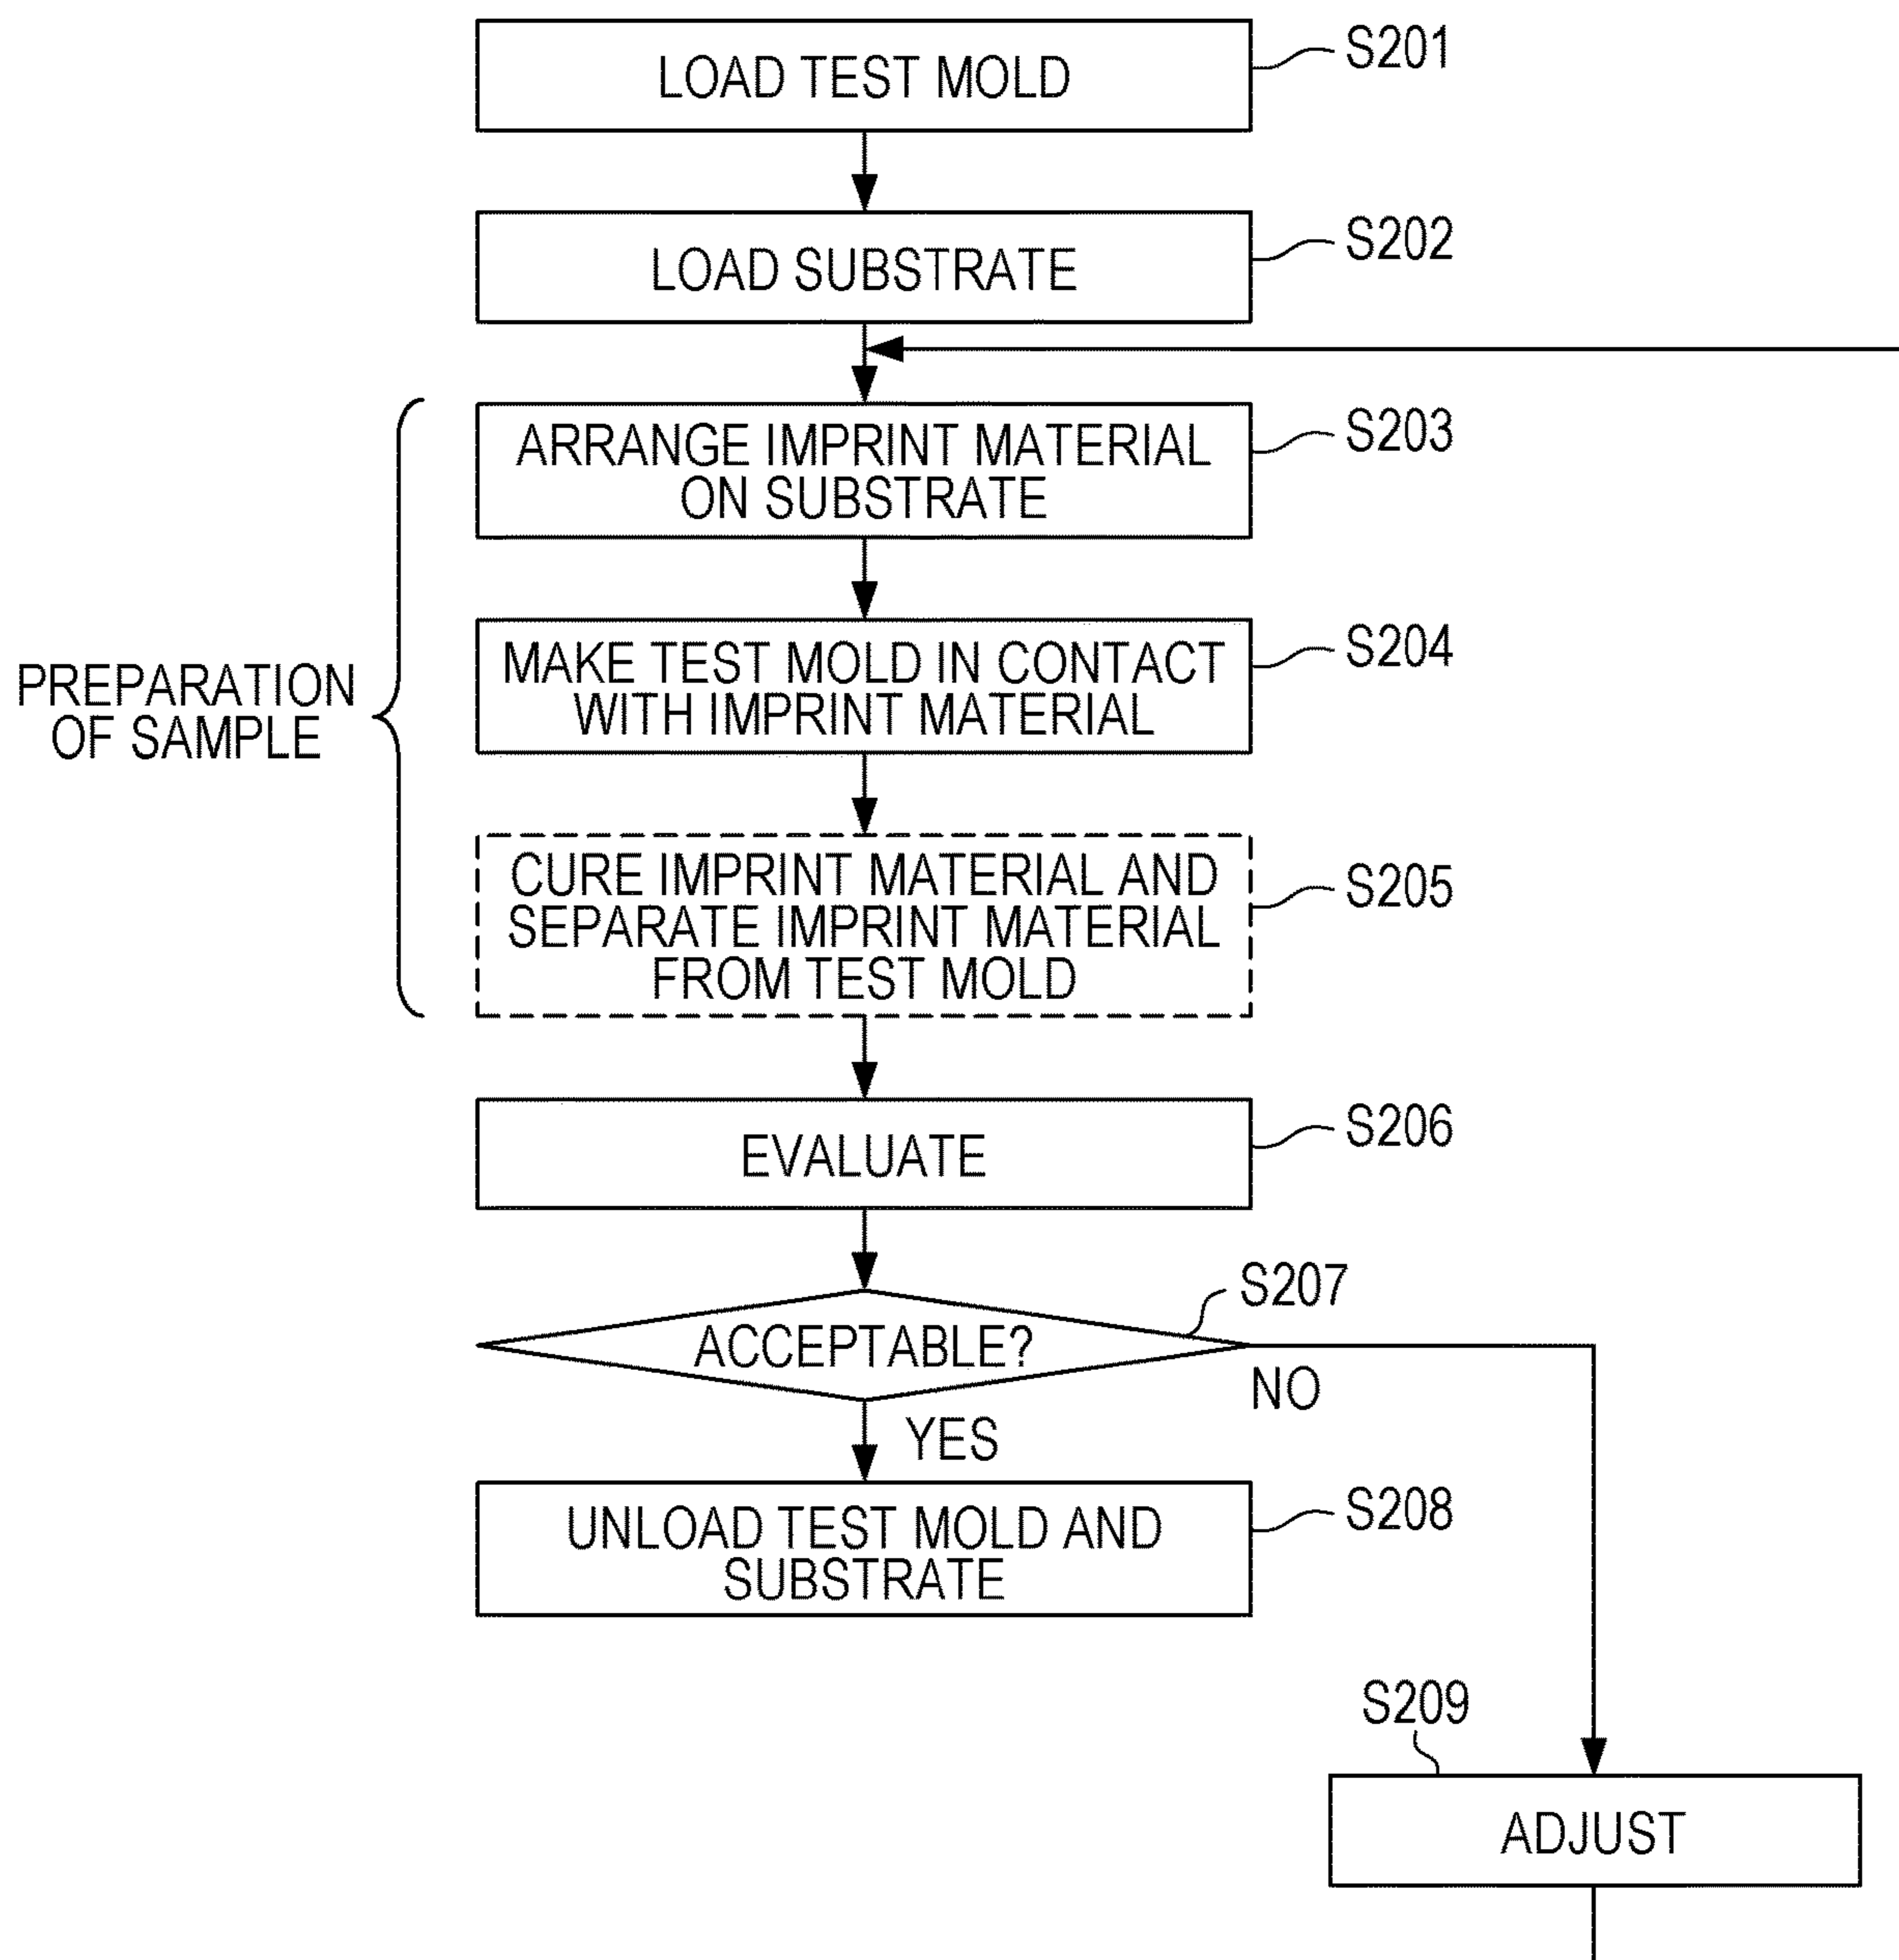 LOAD TEST MOLD
S201
LOAD SUBSTRATE
S202
ARRANGE IMPRINT MATERIAL
ON SUBSTRATE
S203
PREPARATION
OF SAMPLE
MAKE TEST MOLD IN CONTACT
WITH IMPRINT MATERIAL
S204
CURE IMPRINT MATERIAL AND
SEPARATE IMPRINT MATERIAL
FROM TEST MOLD
S205
EVALUATE
S206
ACCEPTABLE?
S207
NO
YES
UNLOAD TEST MOLD AND
SUBSTRATE
S208
S209
ADJUST